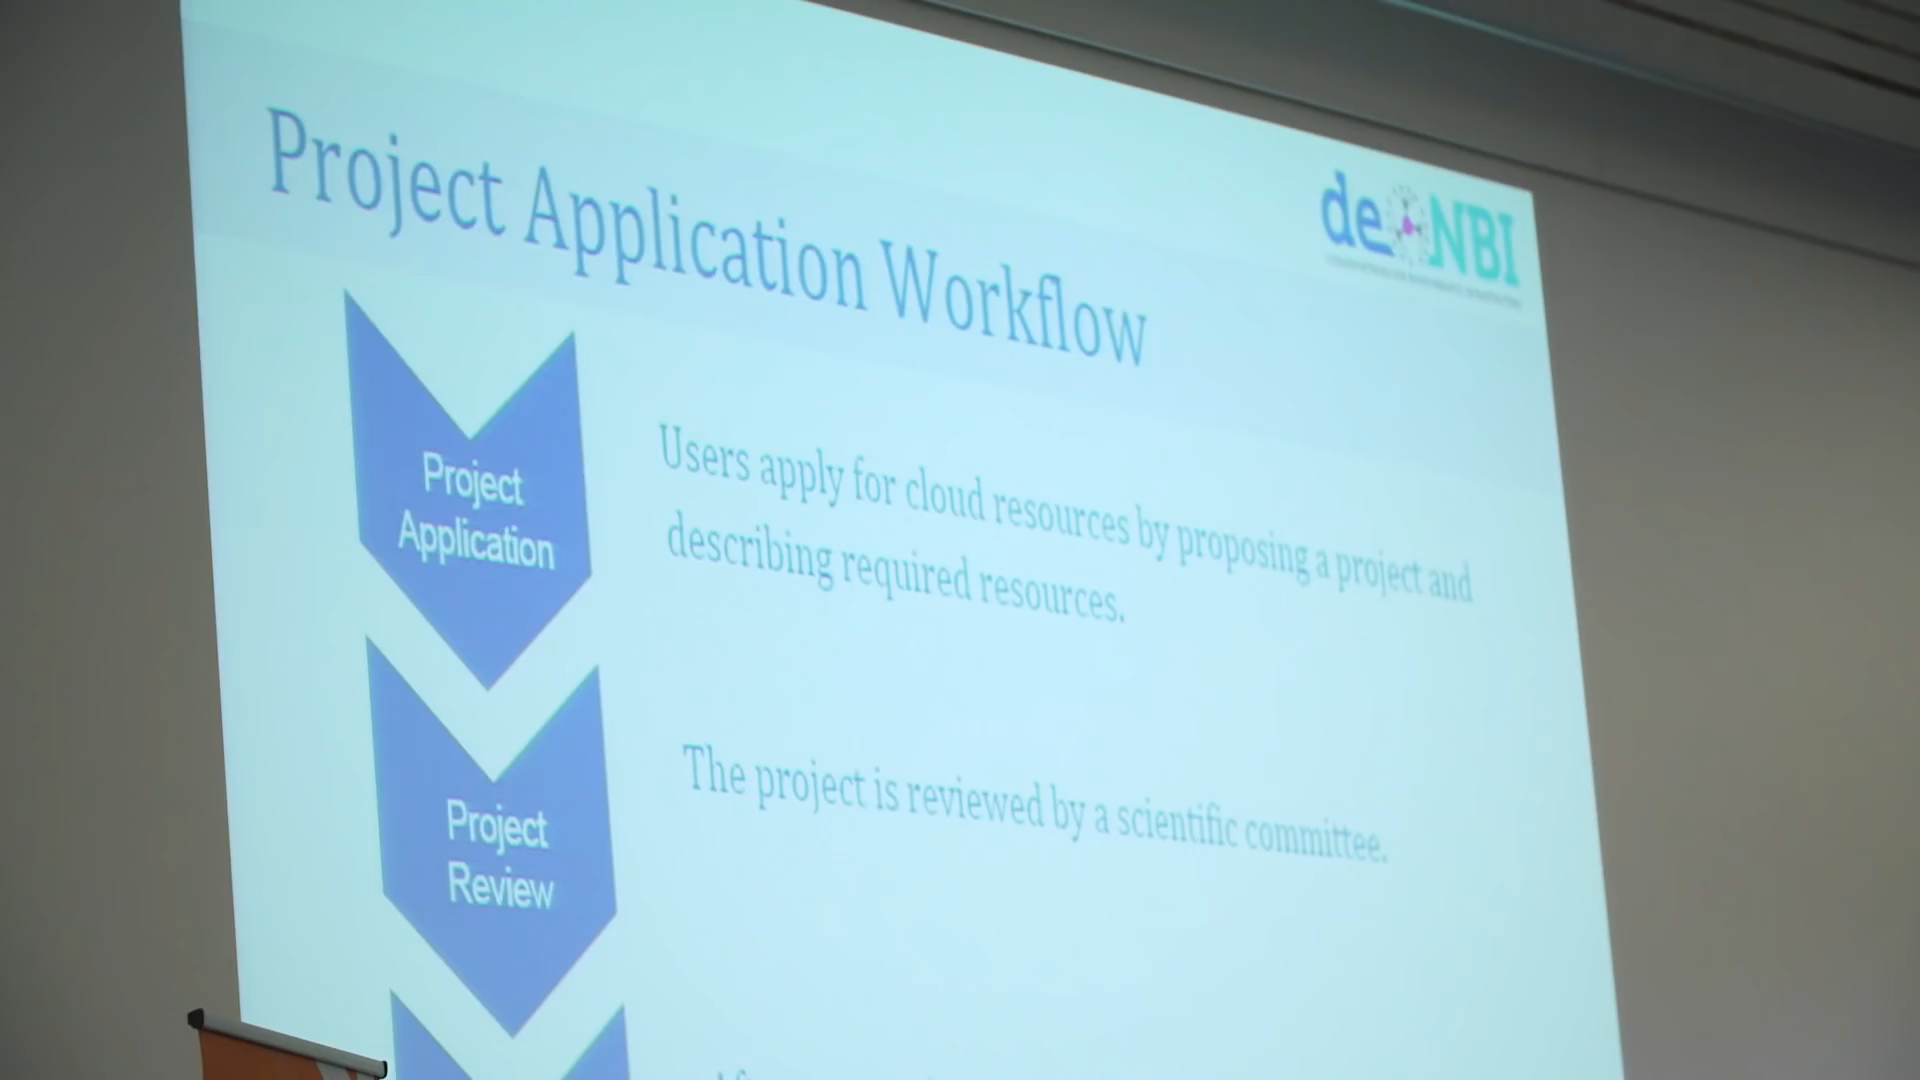 Project Application Workflow
de NBI
Project
Application
Users apply for cloud resources by proposing a project and
describing required resources.
Project
Review
The project is reviewed by a scientific committee.